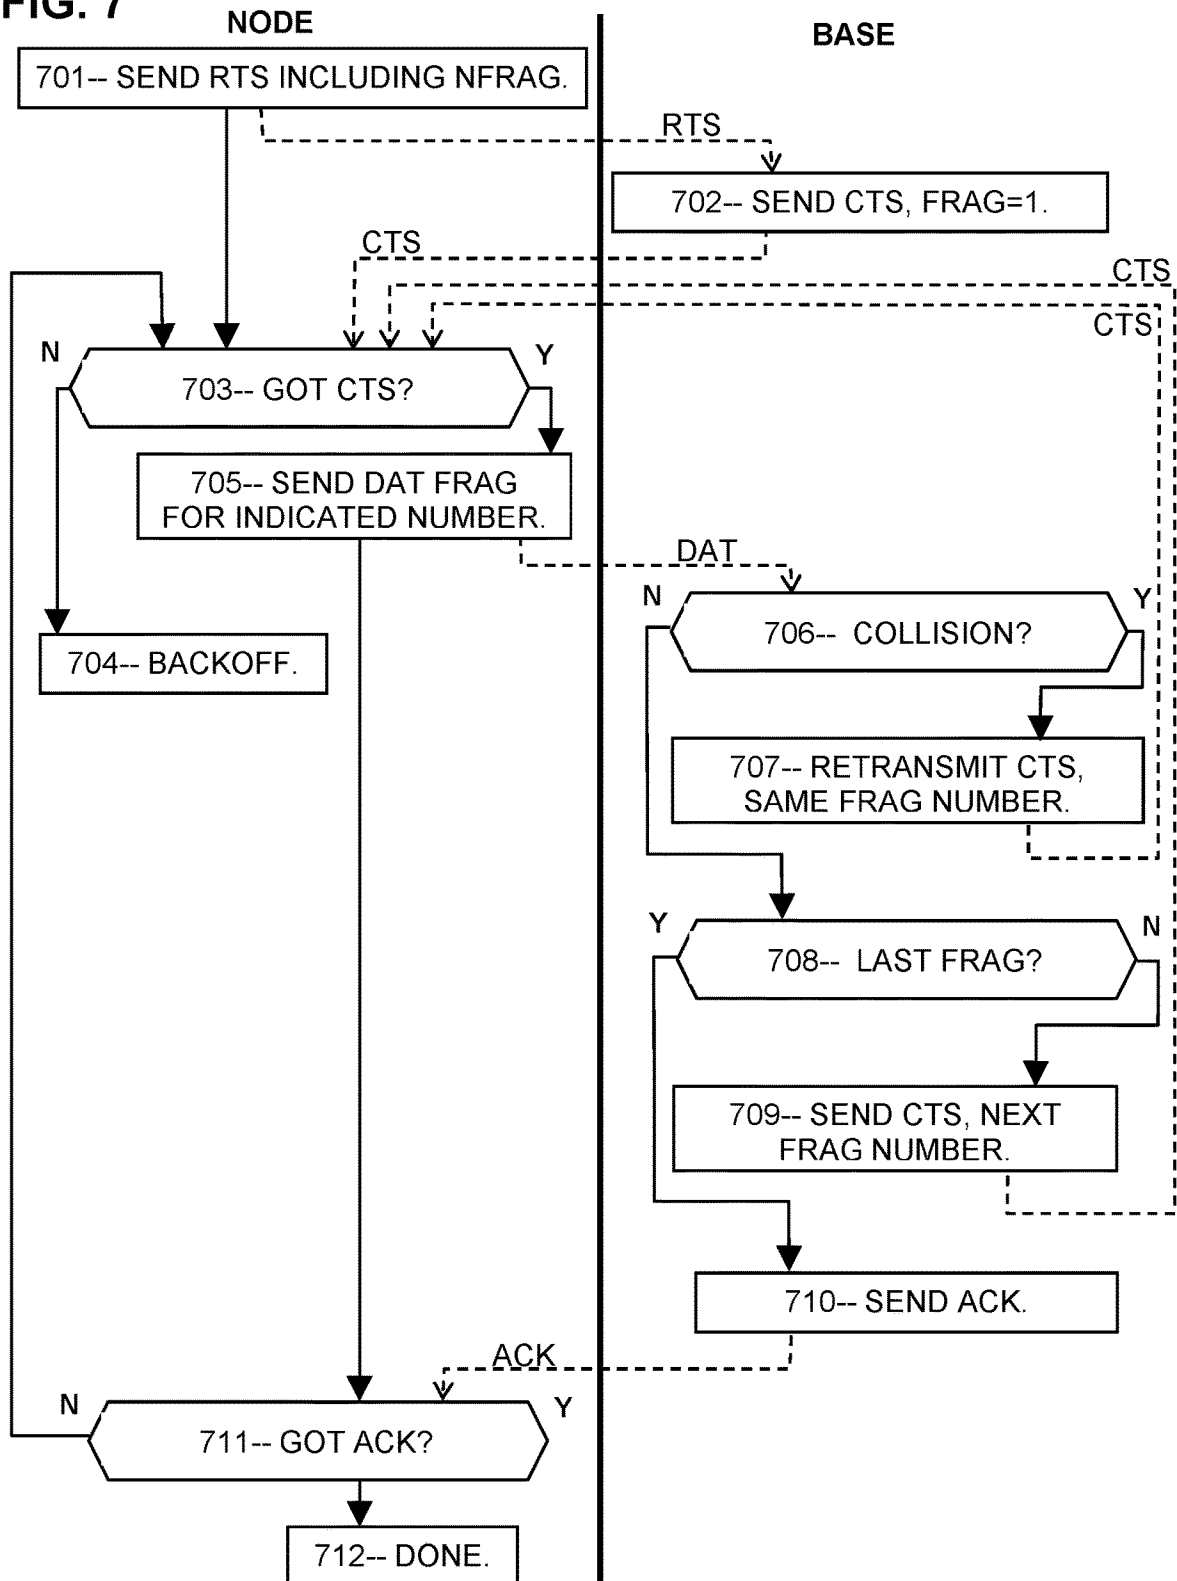 FIG. 7
NODE
BASE
701-- SEND RTS INCLUDING NFRAG.
RTS
702-- SEND CTS, FRAG=1.
CTS
CTS
CTS
N
Y
703-- GOT CTS?
705-- SEND DAT FRAG
FOR INDICATED NUMBER.
DAT
N
Y
706-- COLLISION?
704-- BACKOFF.
707-- RETRANSMIT CTS,
SAME FRAG NUMBER.
Y
N
708-- LAST FRAG?
709-- SEND CTS, NEXT
FRAG NUMBER.
710-- SEND ACK.
ACK
N
Y
711-- GOT ACK?
712-- DONE.